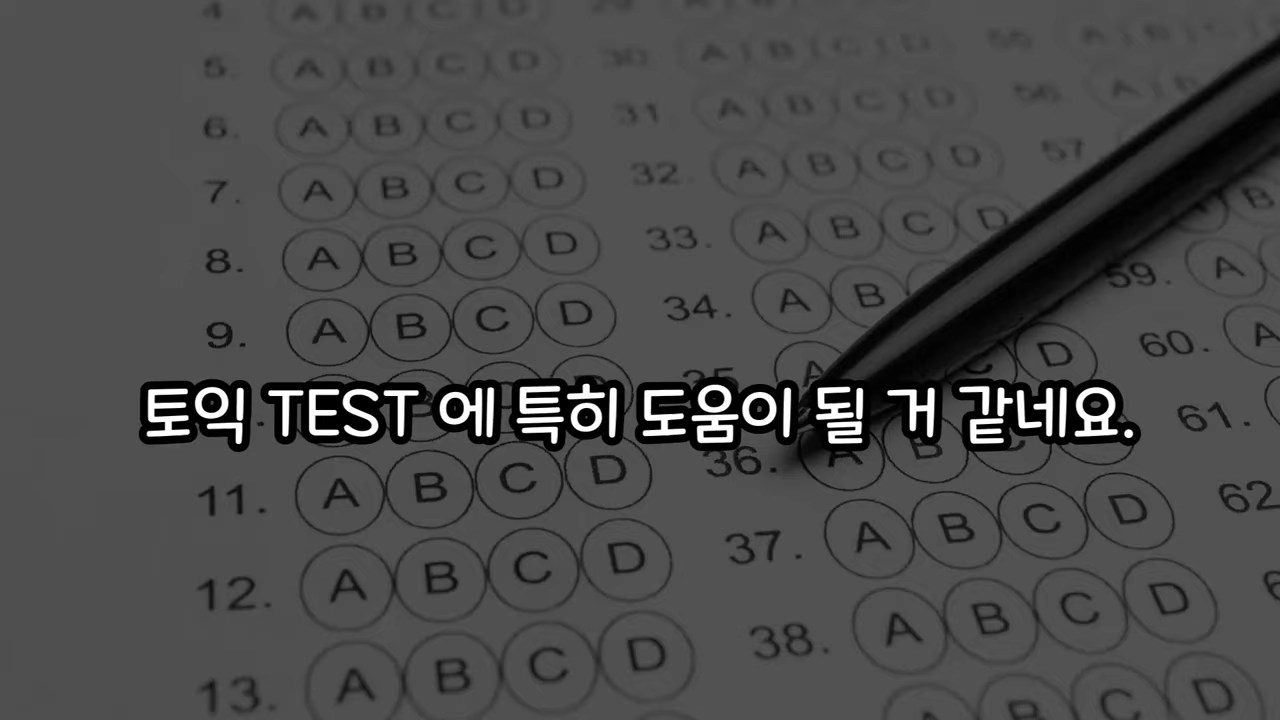 4 A B C D 29
5. A B C D 30 A B C D 55 A B
6. A B C D 31 A B C D 56 A
7. A B C D 32 A B C D 57
8. A B C D 33. A B C D B
9. A B C D 34. A B 59. A
35 A C D 60. A
토익 TEST 에 특히 도움이 될 거 같네요.
11. A B C D 36. A B 61.
12. A B C D 37. A B C D 62
13. A B C D 38. A B C D
A B C D